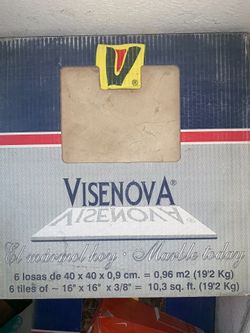 V
®
VISENOVA®
VISENOVA
El mármol hoy · Marble today
6 losas de 40 x 40 x 0,9 cm. = 0,96 m2 (19'2 Kg)
6 tiles of ~ 16" x 16" x 3/8" = 10,3 sq. ft. (19'2 Kg)